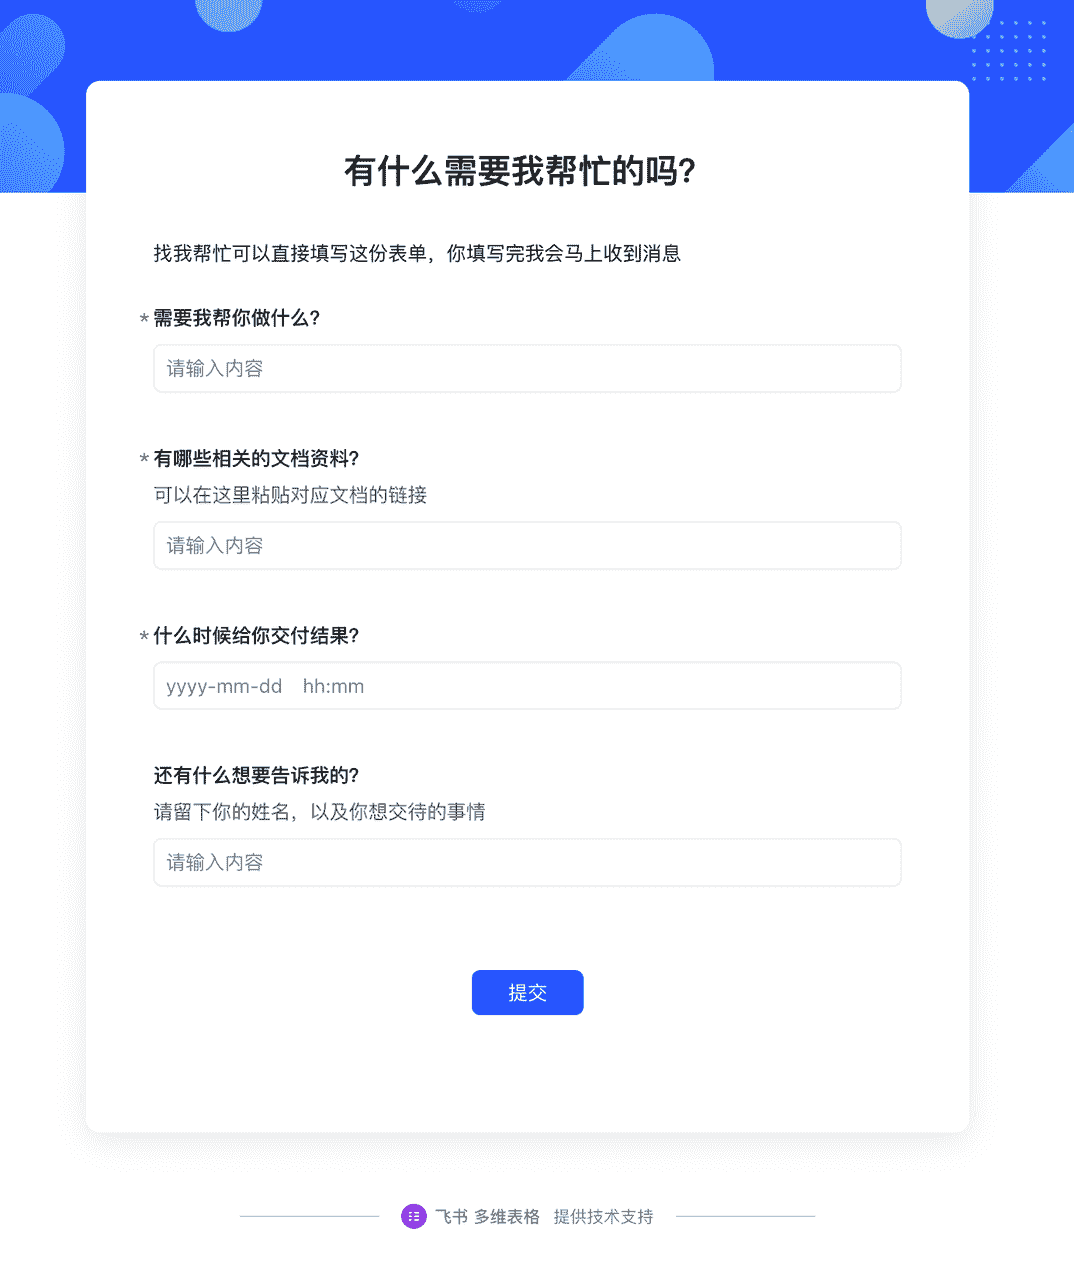 有什么需要我帮忙的吗?
找我帮忙可以直接填写这份表单，你填写完我会马上收到消息
* 需要我帮你做什么?
请输入内容
* 有哪些相关的文档资料?
可以在这里粘贴对应文档的链接
请输入内容
* 什么时候给你交付结果?
yyyy-mm-dd hh:mm
还有什么想要告诉我的?
请留下你的姓名，以及你想交待的事情
请输入内容
提交
飞书 多维表格 提供技术支持